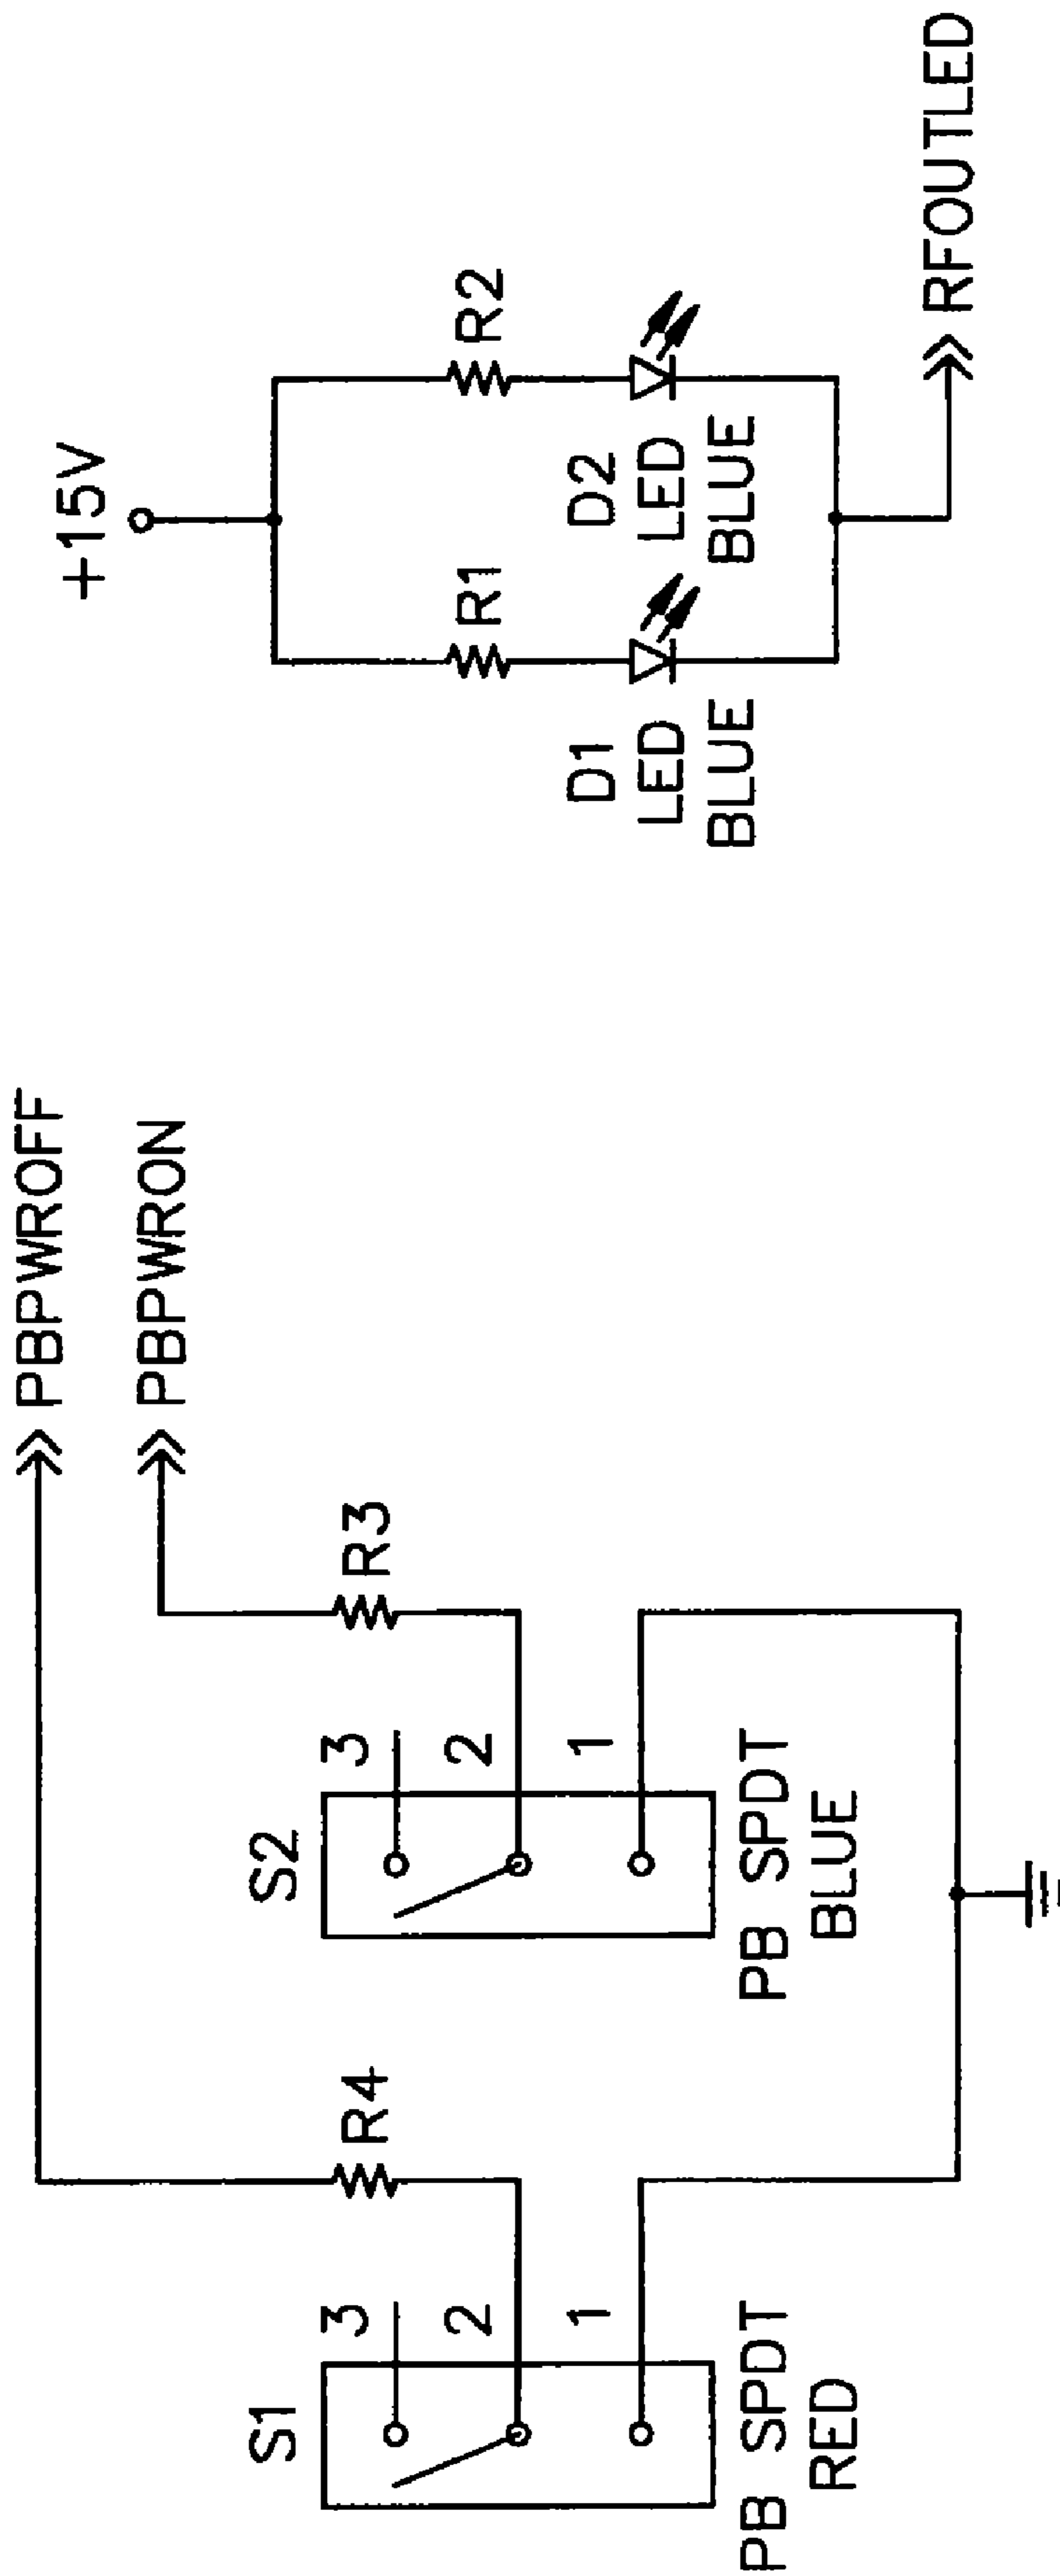 PBPWROFF
PBPWRON
R4
R3
S1
3
2
1
PB SPDT
RED
S2
3
2
1
PB SPDT
BLUE
+15V
R1
R2
D1
LED
BLUE
D2
LED
BLUE
RFOUTLED